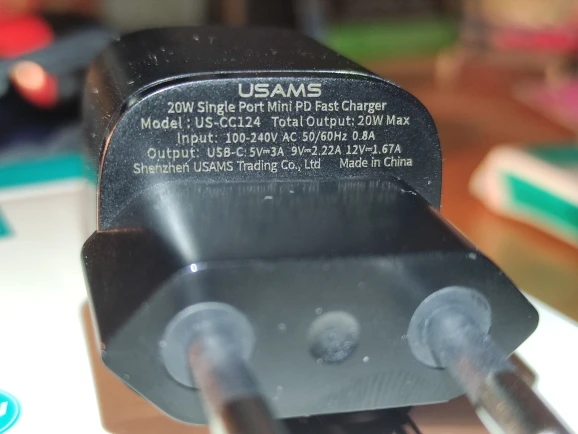 USAMS
20W Single Port Mini PD Fast Charger
Model : US-CC124 Total Output: 20W Max
Input: 100-240V AC 50/60Hz 0.8A
Output: USB-C: 5V⎓3A 9V⎓2.22A 12V⎓1.67A
Shenzhen USAMS Trading Co., Ltd Made in China